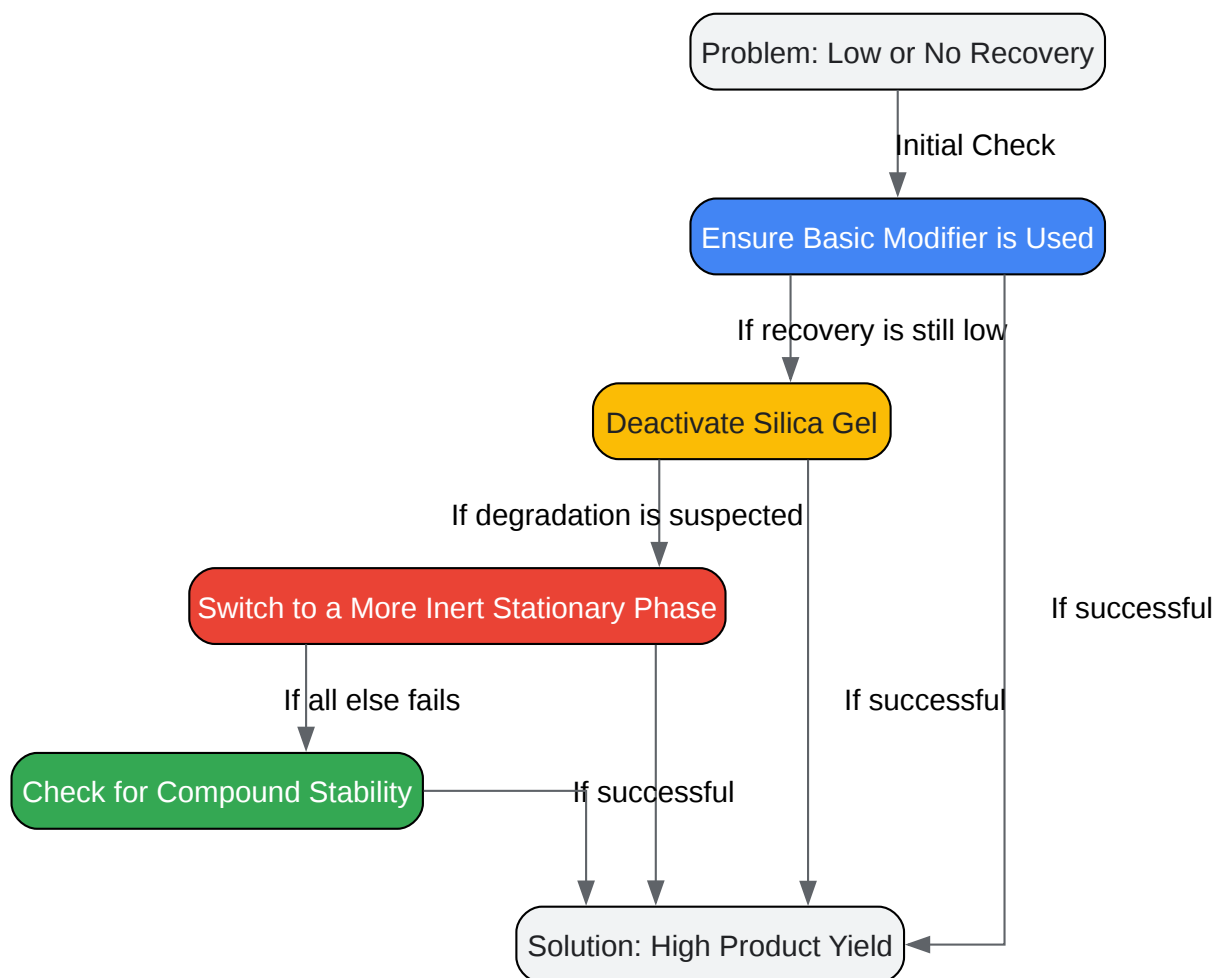 Problem: Low or No Recovery
Initial Check
Ensure Basic Modifier is Used
If recovery is still low
Deactivate Silica Gel
If degradation is suspected
Switch to a More Inert Stationary Phase
If successful
If all else fails
If successful
Check for Compound Stability
If successful
Solution: High Product Yield